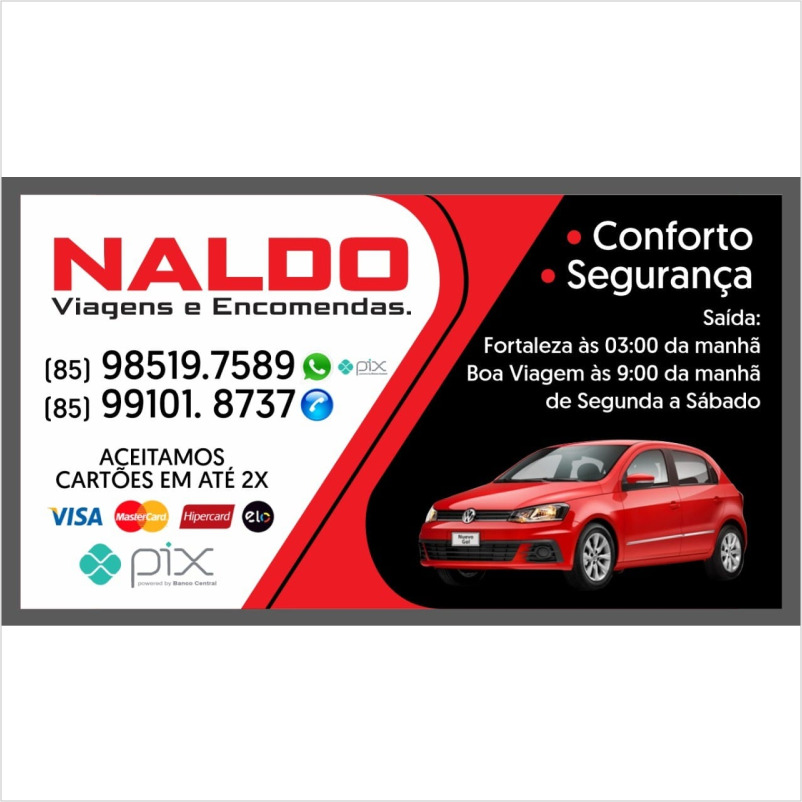 NALDO
Viagens e Encomendas.
(85) 98519.7589 pix
(85) 99101. 8737
ACEITAMOS
CARTÕES EM ATÉ 2X
VISA MasterCard Hipercard elo
pix
powered by Banco Central
• Conforto
• Segurança
Saída:
Fortaleza às 03:00 da manhã
Boa Viagem às 9:00 da manhã
de Segunda a Sábado
Nuevo
Gol